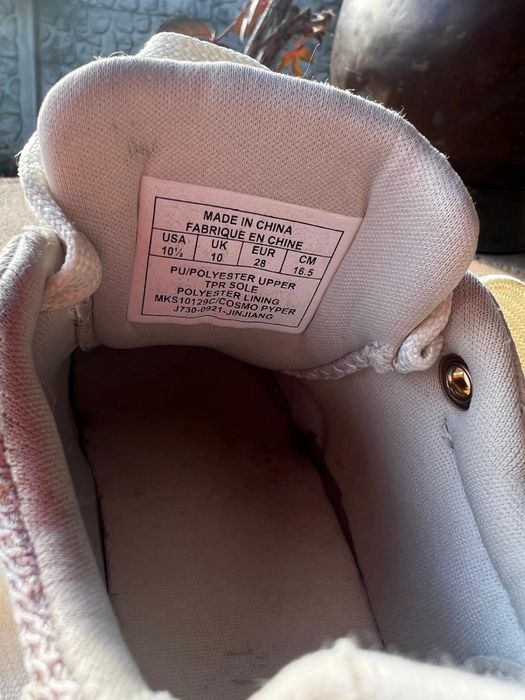 MADE IN CHINA
FABRIQUE EN CHINE
USA UK EUR CM
10½ 10 28 16.5
PU/POLYESTER UPPER
TPR SOLE
POLYESTER LINING
MKS10129C/COSMO PYPER
J730-0921-JINJIANG